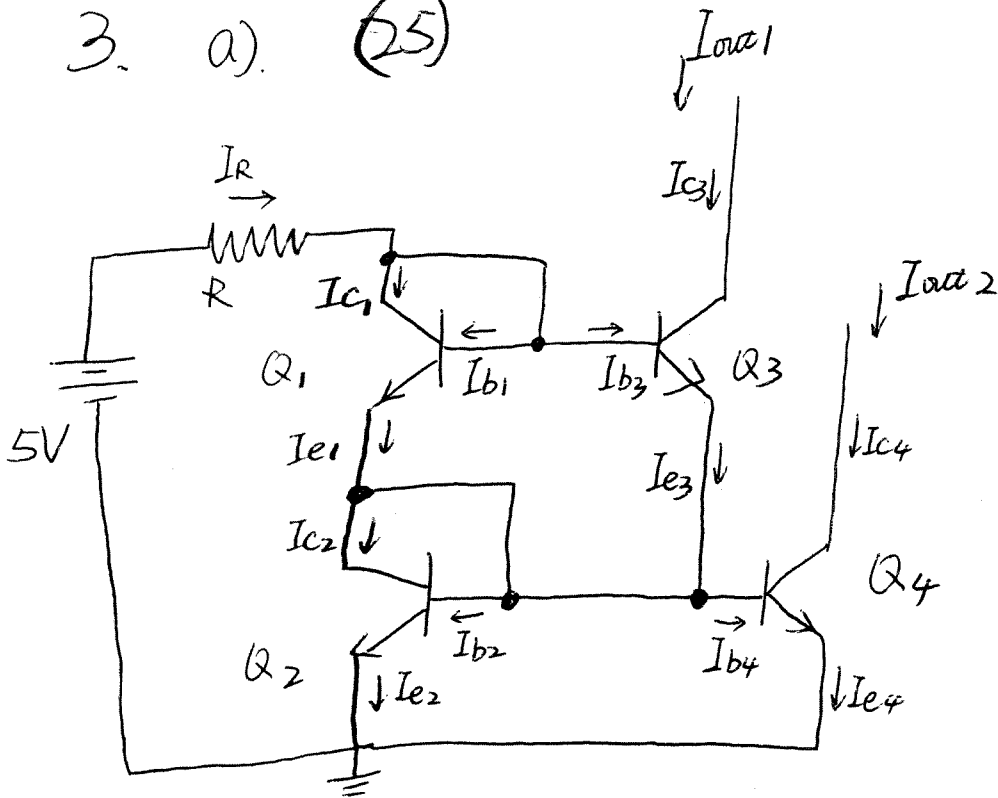 3. a). (25)
Iout1
IR
Ic3
R
Ic1
Iout2
Q1
Ib1
Ib3
Q3
5V
Ie1
Ie3
Ic4
Ic2
Q4
Ib2
Ib4
Q2
Ie2
Ie4